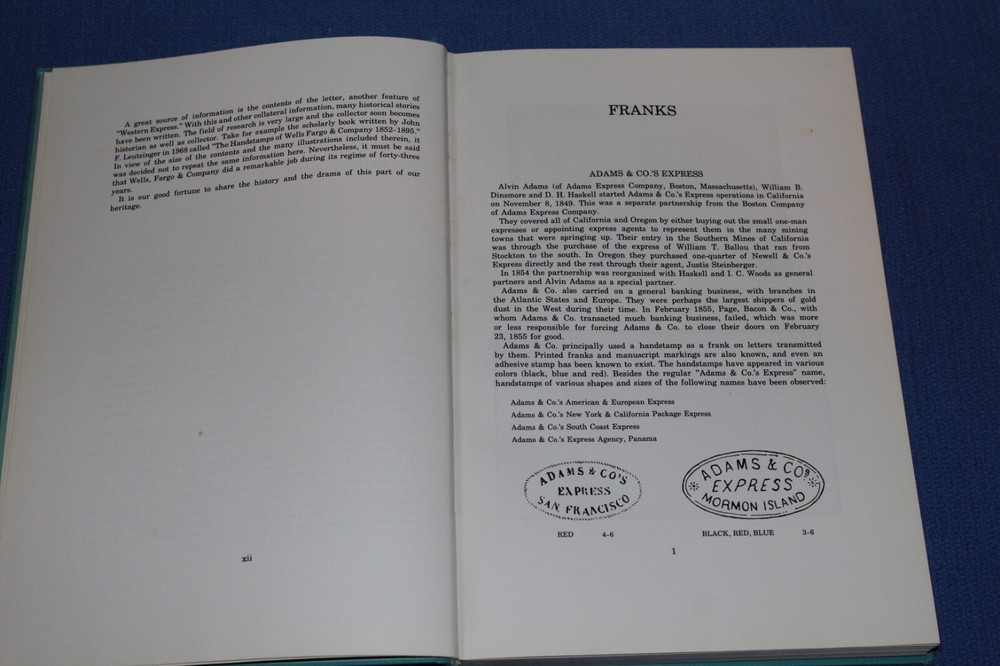 A great source of information is the contents of the letter, another feature of
"Western Express." With this and other collateral information, many historical stories
have been written. The field of research is very large and the collector soon becomes
historian as well as collector. Take for example the scholarly book written by John
F. Leutzinger in 1968 called "The Handstamps of Wells Fargo & Company 1852-1895."
In view of the size of the contents and the many illustrations included therein, it
was decided not to repeat the same information here. Nevertheless, it must be said
that Wells, Fargo & Company did a remarkable job during its regime of forty-three
years.
It is our good fortune to share the history and the drama of this part of our
heritage.
xii
FRANKS
ADAMS & CO.'S EXPRESS
Alvin Adams (of Adams Express Company, Boston, Massachusetts), William B.
Dinsmore and D. H. Haskell started Adams & Co.'s Express operations in California
on November 8, 1849. This was a separate partnership from the Boston Company
of Adams Express Company.
They covered all of California and Oregon by either buying out the small one-man
expresses or appointing express agents to represent them in the many mining
towns that were springing up. Their entry in the Southern Mines of California
was through the purchase of the express of William T. Ballou that ran from
Stockton to the south. In Oregon they purchased one-quarter of Newell & Co.'s
Express directly and the rest through their agent, Justis Steinberger.
In 1854 the partnership was reorganized with Haskell and I. C. Woods as general
partners and Alvin Adams as a special partner.
Adams & Co. also carried on a general banking business, with branches in
the Atlantic States and Europe. They were perhaps the largest shippers of gold
dust in the West during their time. In February 1855, Page, Bacon & Co., with
whom Adams & Co. transacted much banking business, failed, which was more
or less responsible for forcing Adams & Co. to close their doors on February
23, 1855 for good.
Adams & Co. principally used a handstamp as a frank on letters transmitted
by them. Printed franks and manuscript markings are also known, and even an
adhesive stamp has been known to exist. The handstamps have appeared in various
colors (black, blue and red). Besides the regular "Adams & Co.'s Express" name,
handstamps of various shapes and sizes of the following names have been observed:
Adams & Co.'s American & European Express
Adams & Co.'s New York & California Package Express
Adams & Co.'s South Coast Express
Adams & Co.'s Express Agency, Panama
ADAMS & CO'S
EXPRESS
SAN FRANCISCO
ADAMS & COS
EXPRESS
MORMON ISLAND
RED 4-6
BLACK, RED, BLUE 3-6
1